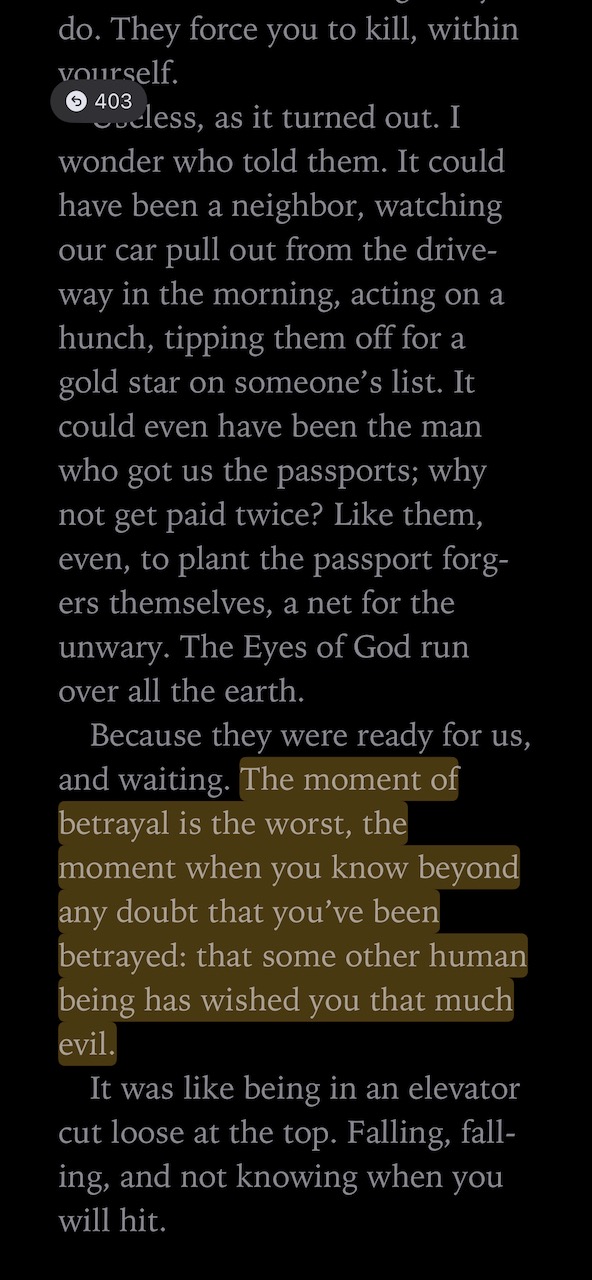 do. They force you to kill, within
yourself.
403
Useless, as it turned out. I
wonder who told them. It could
have been a neighbor, watching
our car pull out from the drive-
way in the morning, acting on a
hunch, tipping them off for a
gold star on someone’s list. It
could even have been the man
who got us the passports; why
not get paid twice? Like them,
even, to plant the passport forg-
ers themselves, a net for the
unwary. The Eyes of God run
over all the earth.
Because they were ready for us,
and waiting. The moment of
betrayal is the worst, the
moment when you know beyond
any doubt that you’ve been
betrayed: that some other human
being has wished you that much
evil.
It was like being in an elevator
cut loose at the top. Falling, fall-
ing, and not knowing when you
will hit.